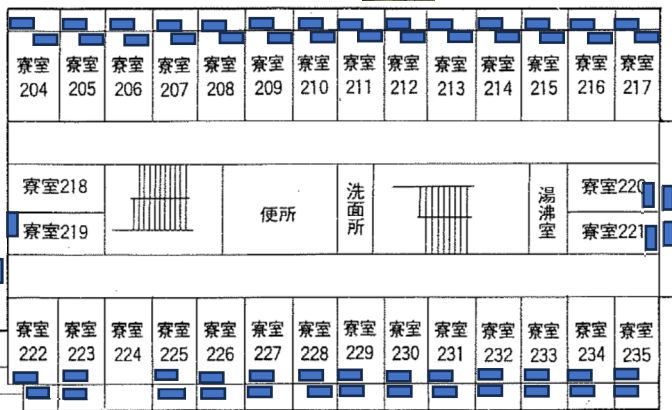 寮室 寮室 寮室 寮室 寮室 寮室 寮室 寮室 寮室 寮室 寮室 寮室 寮室 寮室
204 205 206 207 208 209 210 211 212 213 214 215 216 217
寮室218
寮室219
便所
洗面所
湯沸室
寮室220
寮室221
寮室 寮室 寮室 寮室 寮室 寮室 寮室 寮室 寮室 寮室 寮室 寮室 寮室 寮室
222 223 224 225 226 227 228 229 230 231 232 233 234 235